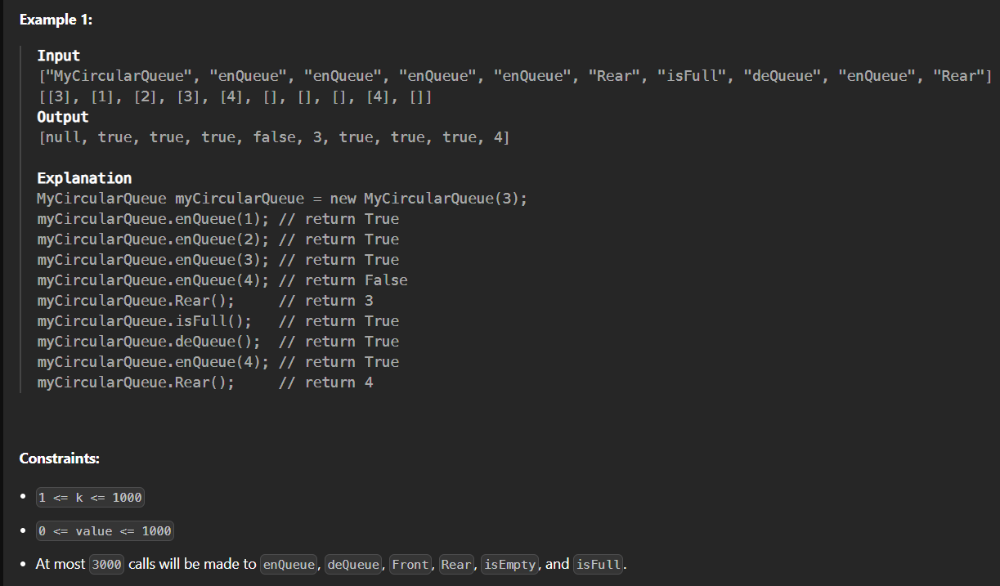 Example 1:
Input
["MyCircularQueue", "enQueue", "enQueue", "enQueue", "enQueue", "Rear", "isFull", "deQueue", "enQueue", "Rear"]
[[3], [1], [2], [3], [4], [], [], [], [4], []]
Output
[null, true, true, true, false, 3, true, true, true, 4]
Explanation
MyCircularQueue myCircularQueue = new MyCircularQueue(3);
myCircularQueue.enQueue(1); // return True
myCircularQueue.enQueue(2); // return True
myCircularQueue.enQueue(3); // return True
myCircularQueue.enQueue(4); // return False
myCircularQueue.Rear();     // return 3
myCircularQueue.isFull();   // return True
myCircularQueue.deQueue();  // return True
myCircularQueue.enQueue(4); // return True
myCircularQueue.Rear();     // return 4
Constraints:
• 1 <= k <= 1000
• 0 <= value <= 1000
• At most 3000 calls will be made to enQueue, deQueue, Front, Rear, isEmpty, and isFull.